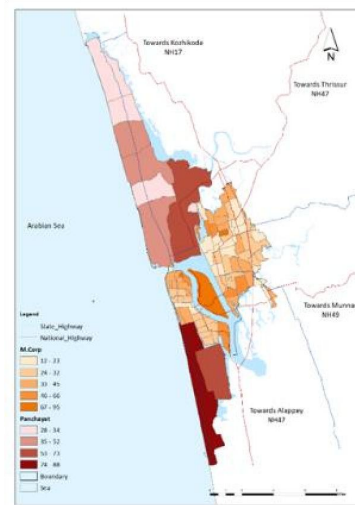 Towards Kozhikode
NH17
N
Towards Thrissur
NH47
Arabian Sea
Towards Munnar
NH49
Towards Alappey
NH47
Legend
State_Highway
National_Highway
M.Corp
12 - 23
24 - 32
33 - 45
46 - 66
67 - 95
Panchayat
28 - 34
35 - 52
53 - 73
74 - 88
Boundary
Sea